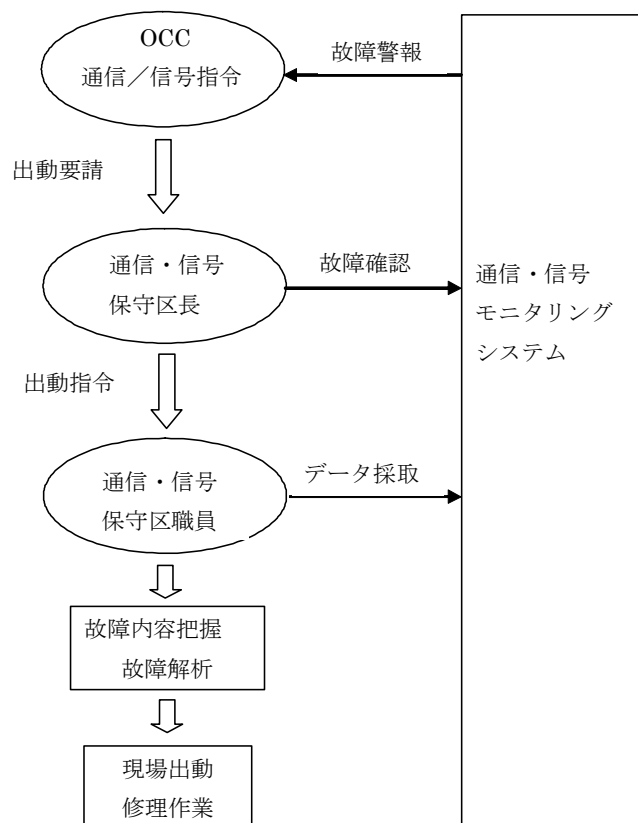 OCC
通信／信号指令
故障警報
出動要請
通信・信号
保守区長
故障確認
通信・信号
モニタリング
システム
出動指令
通信・信号
保守区職員
データ採取
故障内容把握
故障解析
現場出動
修理作業